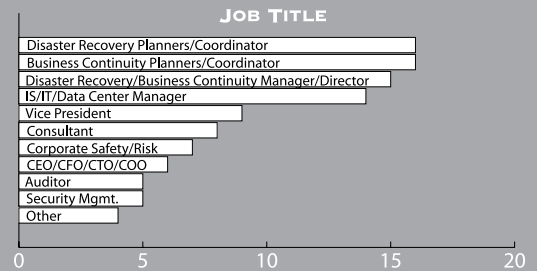 JOB TITLE
Disaster Recovery Planners/Coordinator
Business Continuity Planners/Coordinator
Disaster Recovery/Business Continuity Manager/Director
IS/IT/Data Center Manager
Vice President
Consultant
Corporate Safety/Risk
CEO/CFO/CTO/COO
Auditor
Security Mgmt.
Other
0 5 10 15 20